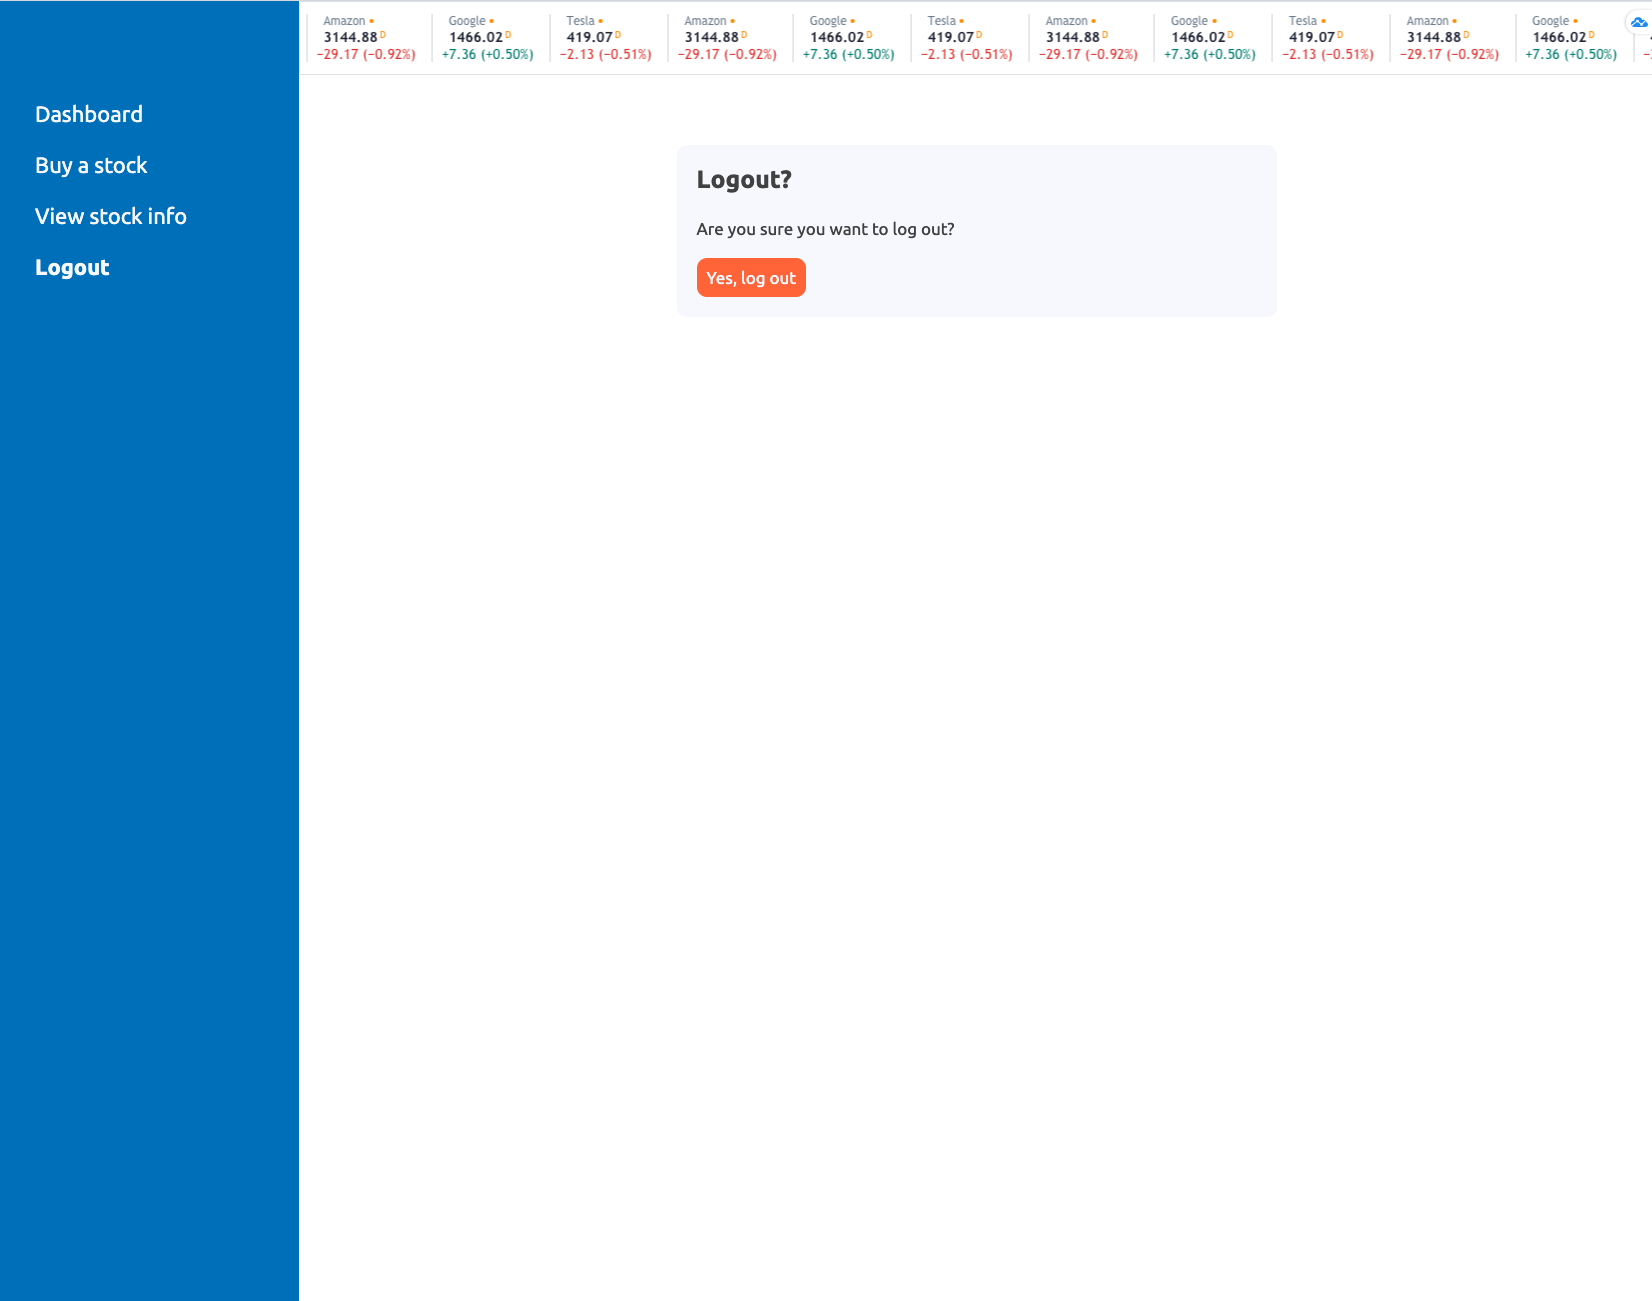 Amazon Google Tesla Amazon Google Tesla Amazon Google Tesla Amazon Google
3144.88 D 1466.02 D 419.07 D 3144.88 D 1466.02 D 419.07 D 3144.88 D 1466.02 D 419.07 D 3144.88 D 1466.02 D
−29.17 (−0.92%) +7.36 (+0.50%) −2.13 (−0.51%) −29.17 (−0.92%) +7.36 (+0.50%) −2.13 (−0.51%) −29.17 (−0.92%) +7.36 (+0.50%) −2.13 (−0.51%) −29.17 (−0.92%) +7.36 (+0.50%)
Dashboard
Buy a stock
View stock info
Logout
Logout?
Are you sure you want to log out?
Yes, log out